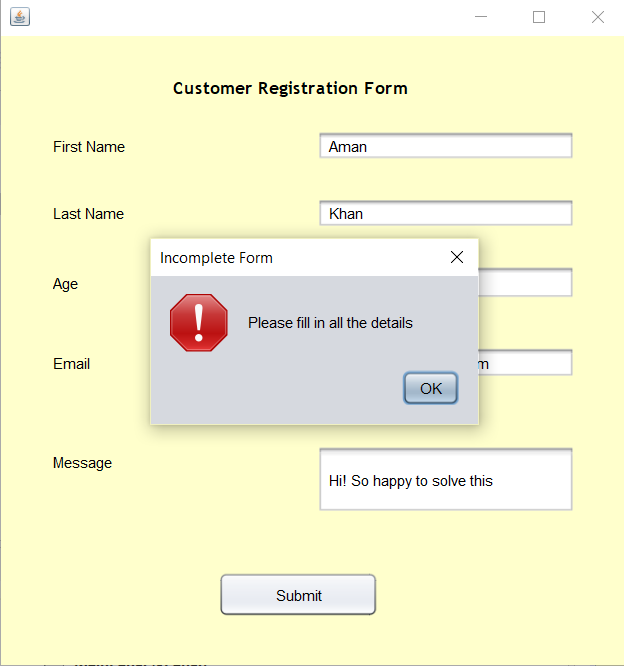 Customer Registration Form
First Name
Aman
Last Name
Khan
Incomplete Form
Age
Please fill in all the details
Email
m
OK
Message
Hi! So happy to solve this
Submit